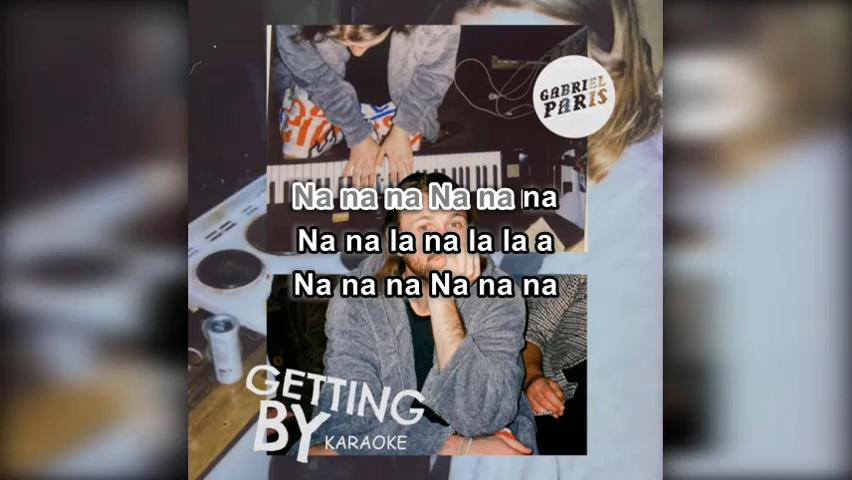 GABRIEL
PARIS
Na na na Na na na
Na na la na la la a
Na na na Na na na
GETTING
BY
KARAOKE